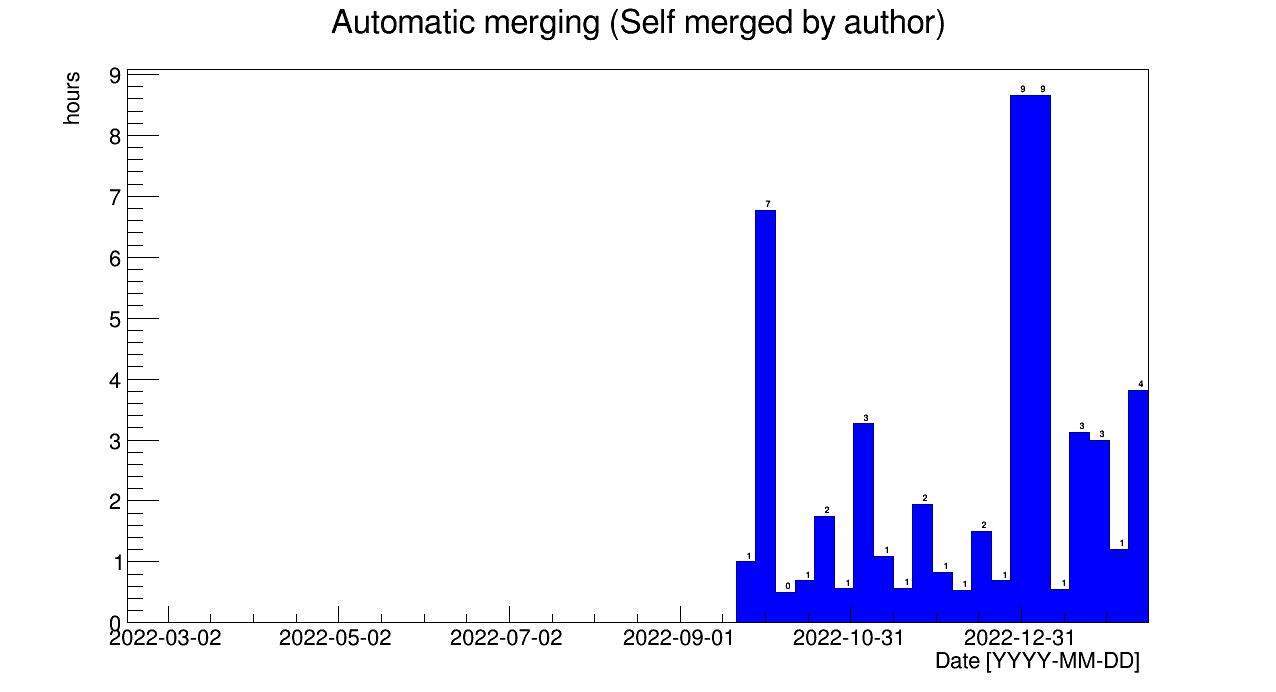 Automatic merging (Self merged by author)
hours
9
8
7
6
5
4
3
2
1
0
1 7 0 1 2 1 3 1 1 2 1 1 2 1 9 9 1 3 3 1 4
2022-03-02 2022-05-02 2022-07-02 2022-09-01 2022-10-31 2022-12-31
Date [YYYY-MM-DD]